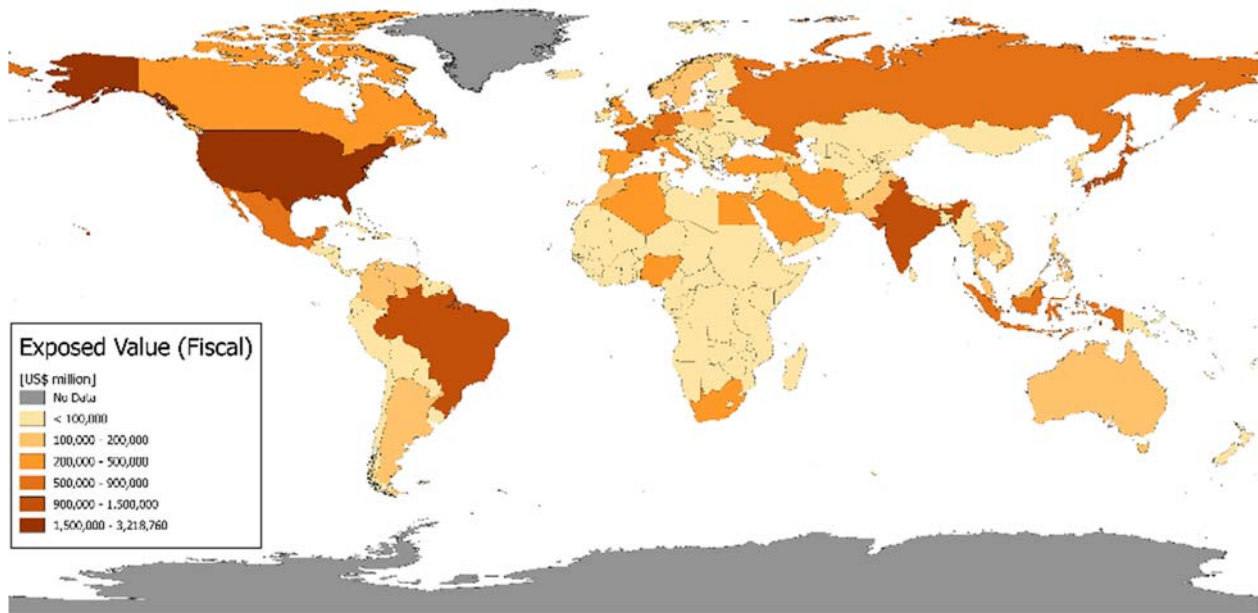 Exposed Value (Fiscal)
[US$ million]
No Data
< 100,000
100,000 - 200,000
200,000 - 500,000
500,000 - 900,000
900,000 - 1.500,000
1,500,000 - 3,218,760